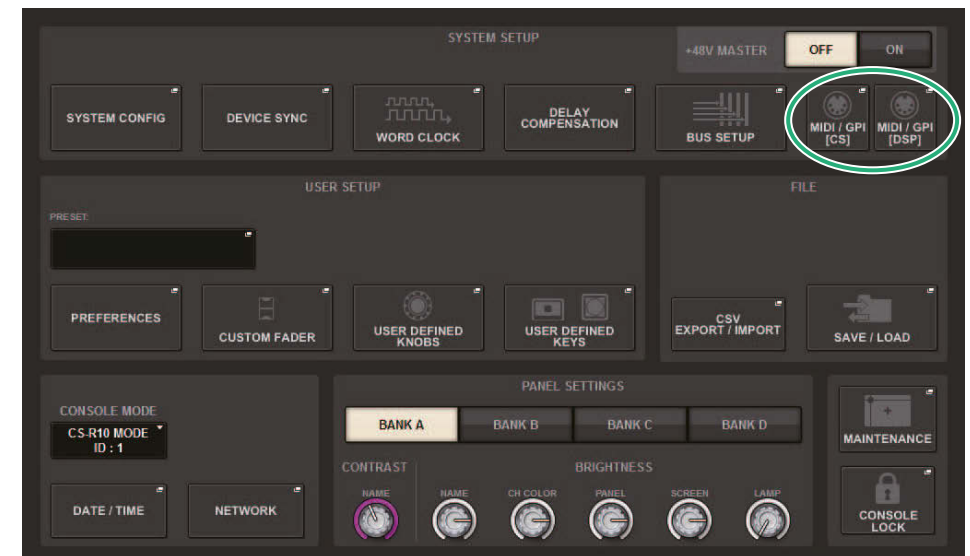 SYSTEM SETUP
+48V MASTER
OFF
ON
SYSTEM CONFIG
DEVICE SYNC
WORD CLOCK
DELAY
COMPENSATION
BUS SETUP
MIDI / GPI
[CS]
MIDI / GPI
[DSP]
USER SETUP
PRESET:
PREFERENCES
CUSTOM FADER
USER DEFINED
KNOBS
USER DEFINED
KEYS
FILE
CSV
EXPORT / IMPORT
SAVE / LOAD
CONSOLE MODE
CS-R10 MODE
ID : 1
DATE / TIME
NETWORK
PANEL SETTINGS
BANK A
BANK B
BANK C
BANK D
CONTRAST
BRIGHTNESS
NAME
NAME
CH COLOR
PANEL
SCREEN
LAMP
MAINTENANCE
CONSOLE
LOCK